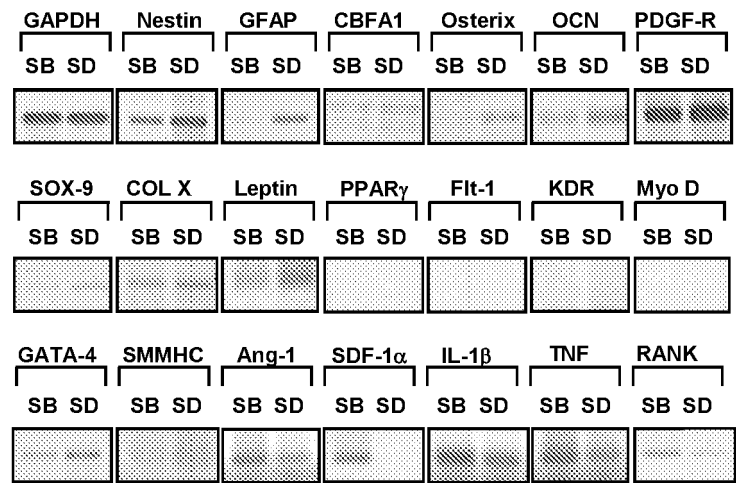 GAPDH Nestin GFAP CBFA1 Osterix OCN PDGF-R
SB SD SB SD SB SD SB SD SB SD SB SD SB SD
SOX-9 COL X Leptin PPARγ Flt-1 KDR Myo D
SB SD SB SD SB SD SB SD SB SD SB SD SB SD
GATA-4 SMMHC Ang-1 SDF-1α IL-1β TNF RANK
SB SD SB SD SB SD SB SD SB SD SB SD SB SD